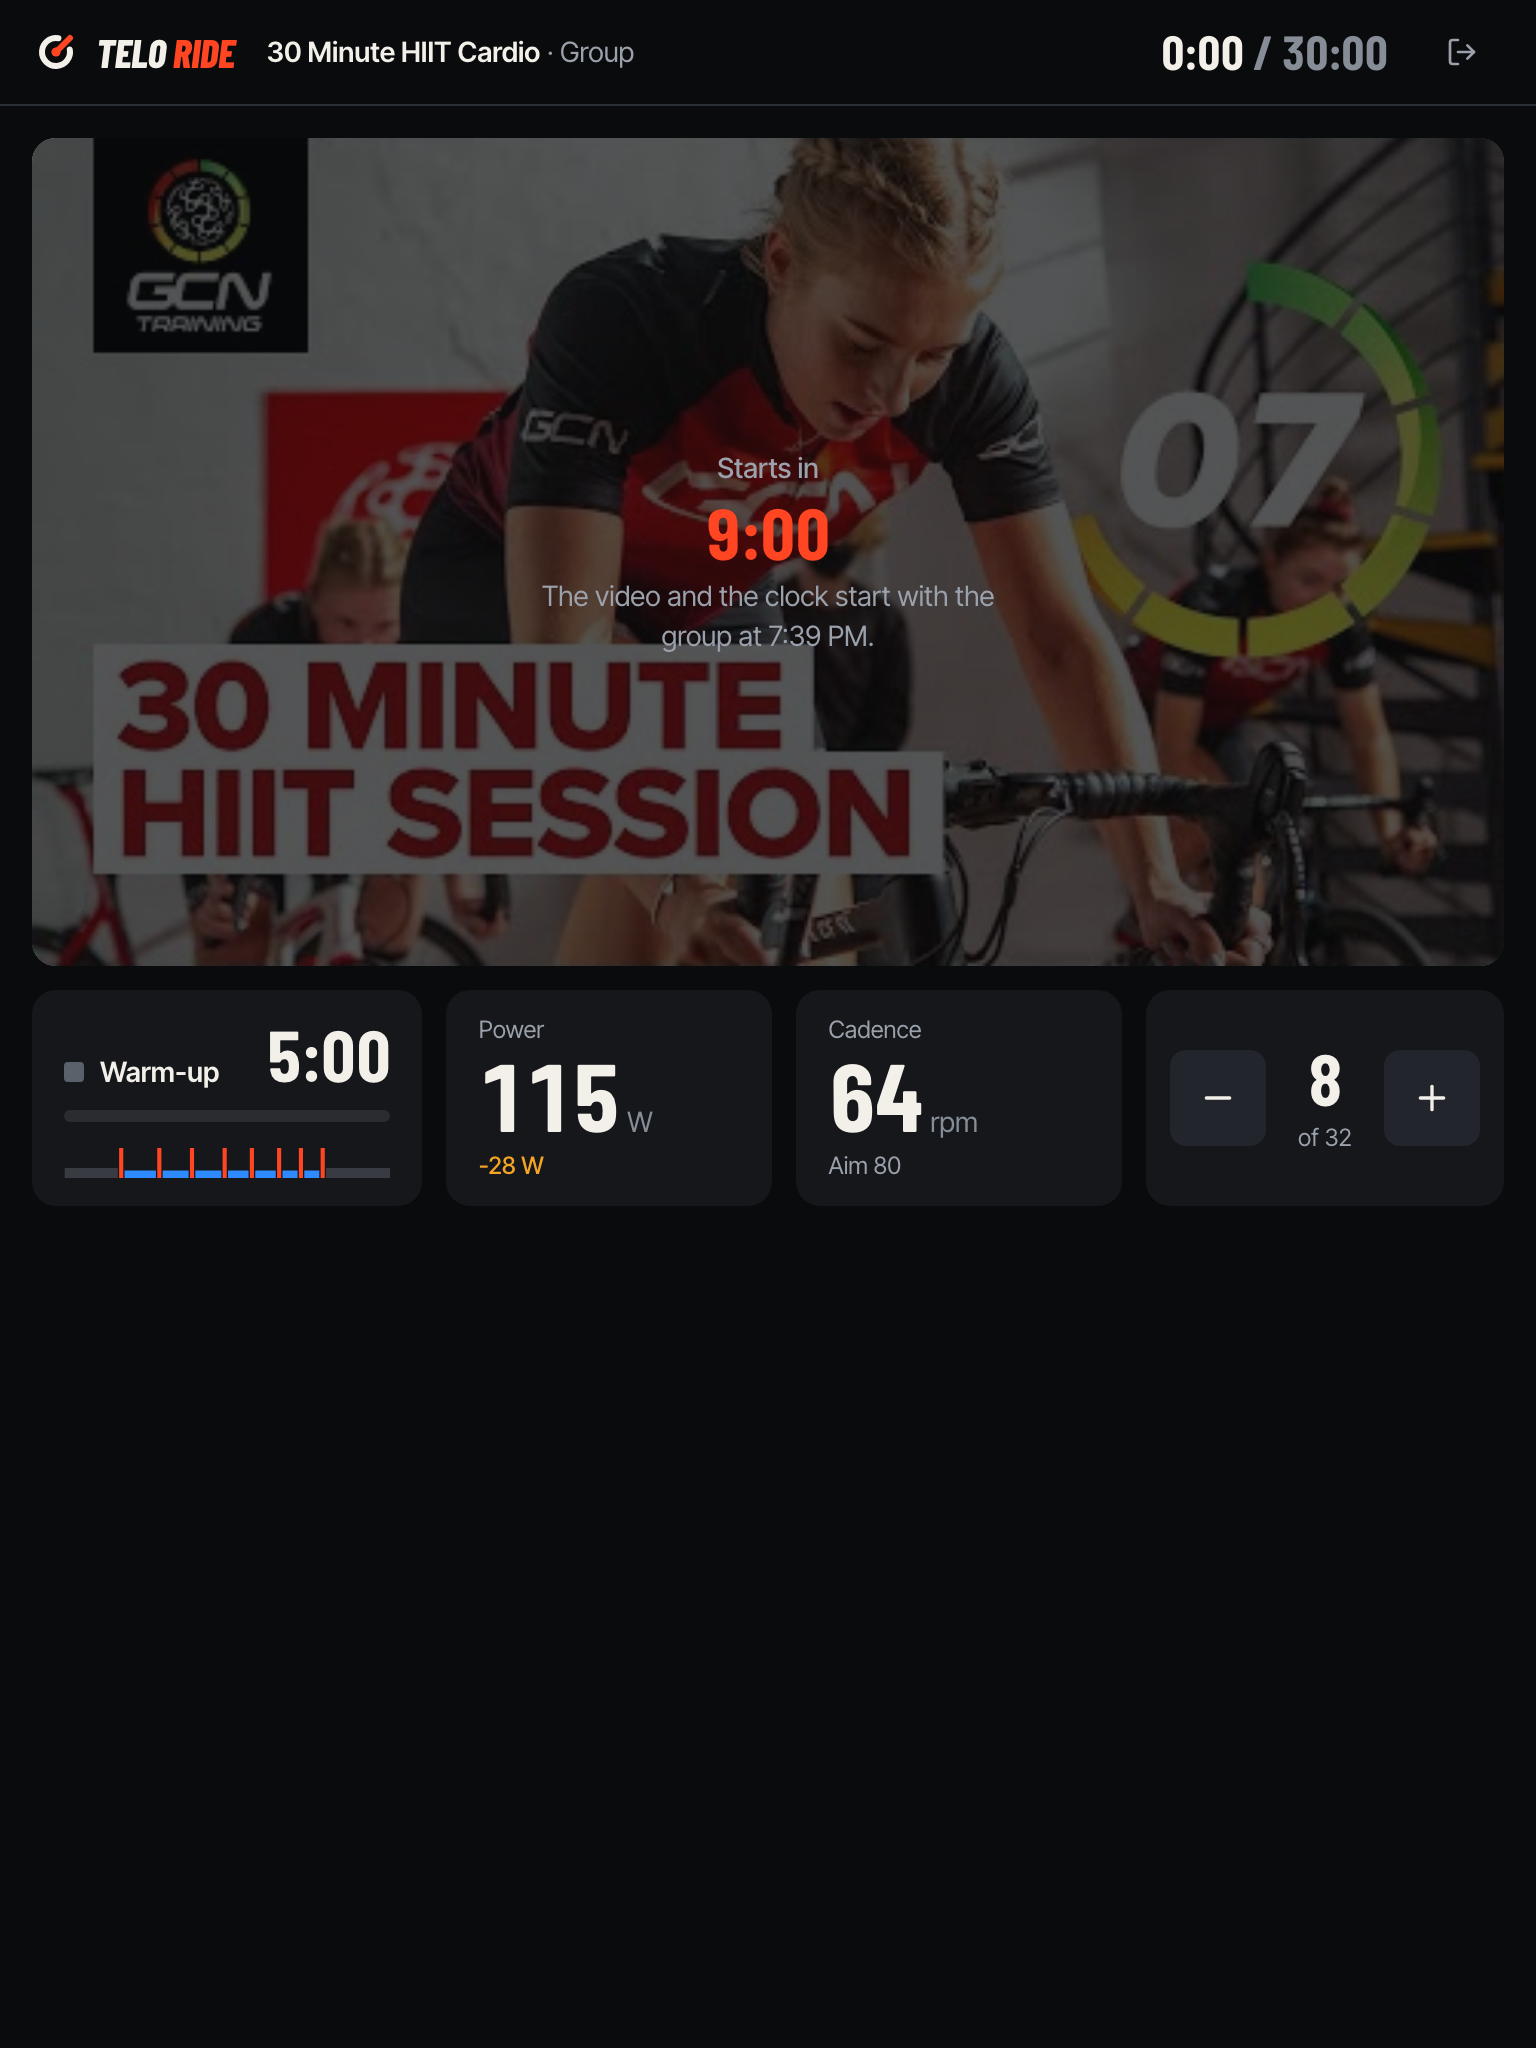 TELO RIDE 30 Minute HIIT Cardio · Group 0:00 / 30:00
GCN
TRAINING
GCN
07
GCN
Starts in
9:00
The video and the clock start with the
group at 7:39 PM.
30 MINUTE
HIIT SESSION
Warm-up 5:00
Power
115 W
-28 W
Cadence
64 rpm
Aim 80
− 8 +
of 32